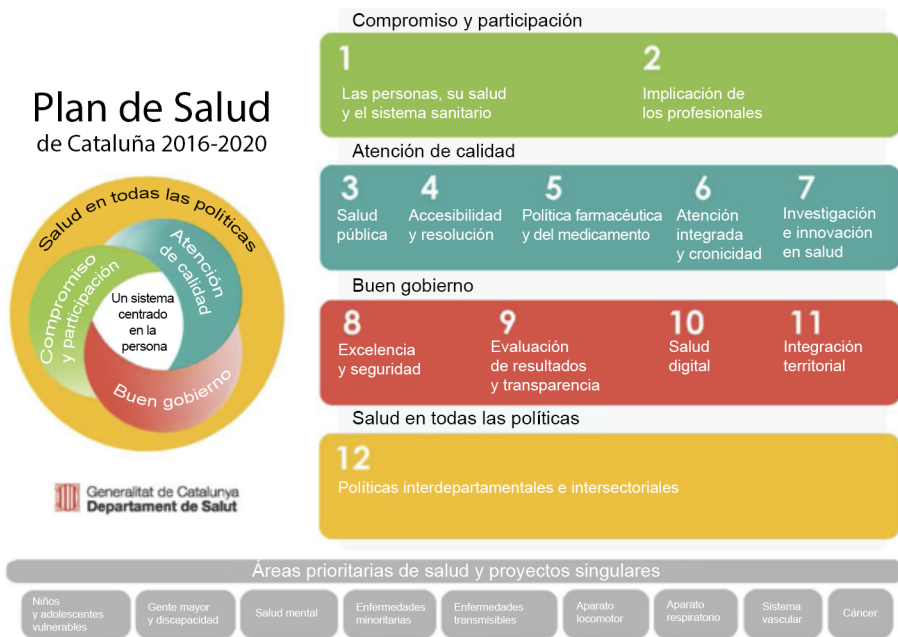 Plan de Salud
de Cataluña 2016-2020
Salud en todas las políticas
Compromiso
y participación
Atención
de calidad
Un sistema
centrado
en la
persona
Buen gobierno
Generalitat de Catalunya
Departament de Salut
Compromiso y participación
1
Las personas, su salud
y el sistema sanitario
2
Implicación de
los profesionales
Atención de calidad
3
Salud
pública
4
Accesibilidad
y resolución
5
Política farmacéutica
y del medicamento
6
Atención
integrada
y cronicidad
7
Investigación
e innovación
en salud
Buen gobierno
8
Excelencia
y seguridad
9
Evaluación
de resultados
y transparencia
10
Salud
digital
11
Integración
territorial
Salud en todas las políticas
12
Políticas interdepartamentales e intersectoriales
Áreas prioritarias de salud y proyectos singulares
Niños
y adolescentes
vulnerables
Gente mayor
y discapacidad
Salud mental
Enfermedades
minoritarias
Enfermedades
transmisibles
Aparato
locomotor
Aparato
respiratorio
Sistema
vascular
Cáncer